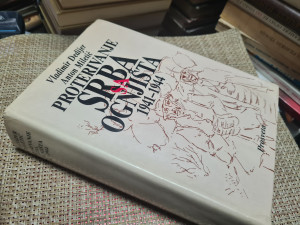 Vladimir Dedijer
Antun Miletić
PROTERIVANJE
SRBA
SA
OGNJIŠTA
1941–1944
prosveta